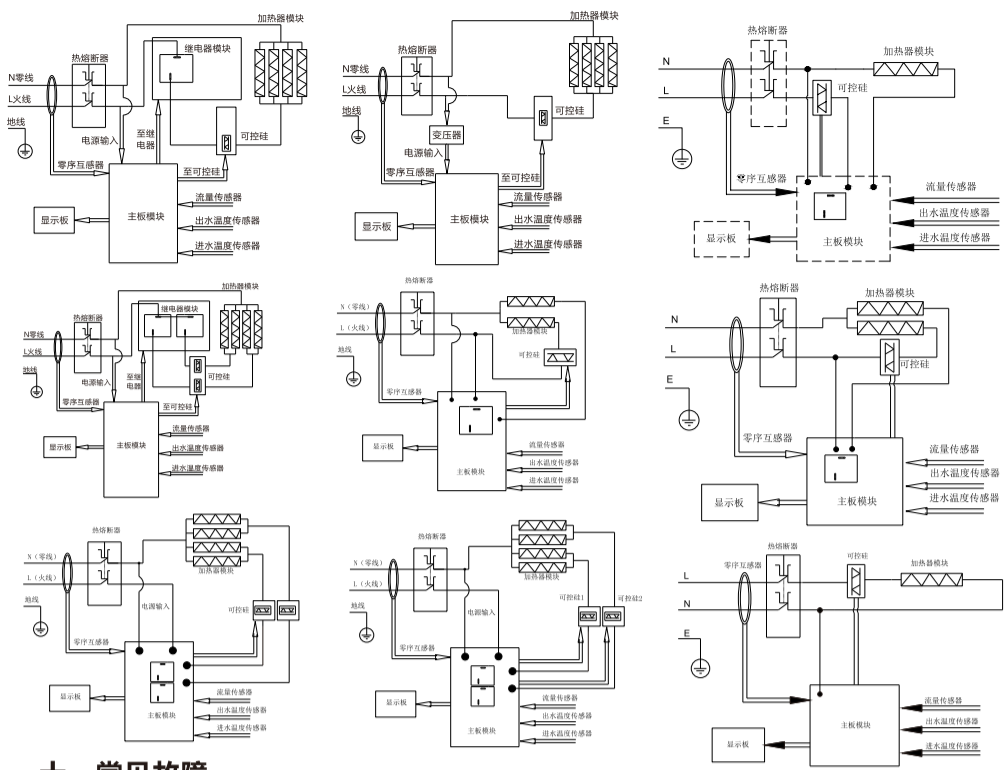 加热器模块
继电器模块
热熔断器
N零线
L火线
地线
电源输入
至继
电器
可控硅
零序互感器
至可控硅
流量传感器
显示板
主板模块
出水温度传感器
进水温度传感器
加热器模块
热熔断器
N零线
L火线
地线
可控硅
变压器
电源输入
零序互感器
至可控硅
流量传感器
显示板
主板模块
出水温度传感器
进水温度传感器
热熔断器
加热器模块
N
L
可控硅
E
零序互感器
流量传感器
出水温度传感器
显示板
主板模块
进水温度传感器
加热器模块
继电器模块
热熔断器
N零线
L火线
地线
电源输入
至继
电器
可控硅
零序互感器
至可控硅
流量传感器
显示板
主板模块
出水温度传感器
进水温度传感器
热熔断器
N（零线）
L（火线）
加热器模块
地线
可控硅
零序互感器
显示板
主板模块
流量传感器
出水温度传感器
进水温度传感器
热熔断器
加热器模块
N
L
可控硅
E
零序互感器
流量传感器
出水温度传感器
显示板
主板模块
进水温度传感器
热熔断器
N（零线）
L（火线）
加热器模块
地线
电源输入
可控硅
零序互感器
显示板
主板模块
流量传感器
出水温度传感器
进水温度传感器
热熔断器
N（零线）
L（火线）
加热器模块
地线
电源输入
可控硅1
可控硅2
零序互感器
显示板
主板模块
流量传感器
出水温度传感器
进水温度传感器
热熔断器
可控硅
零序互感器
加热器模块
L
N
E
流量传感器
主板模块
出水温度传感器
显示板
进水温度传感器